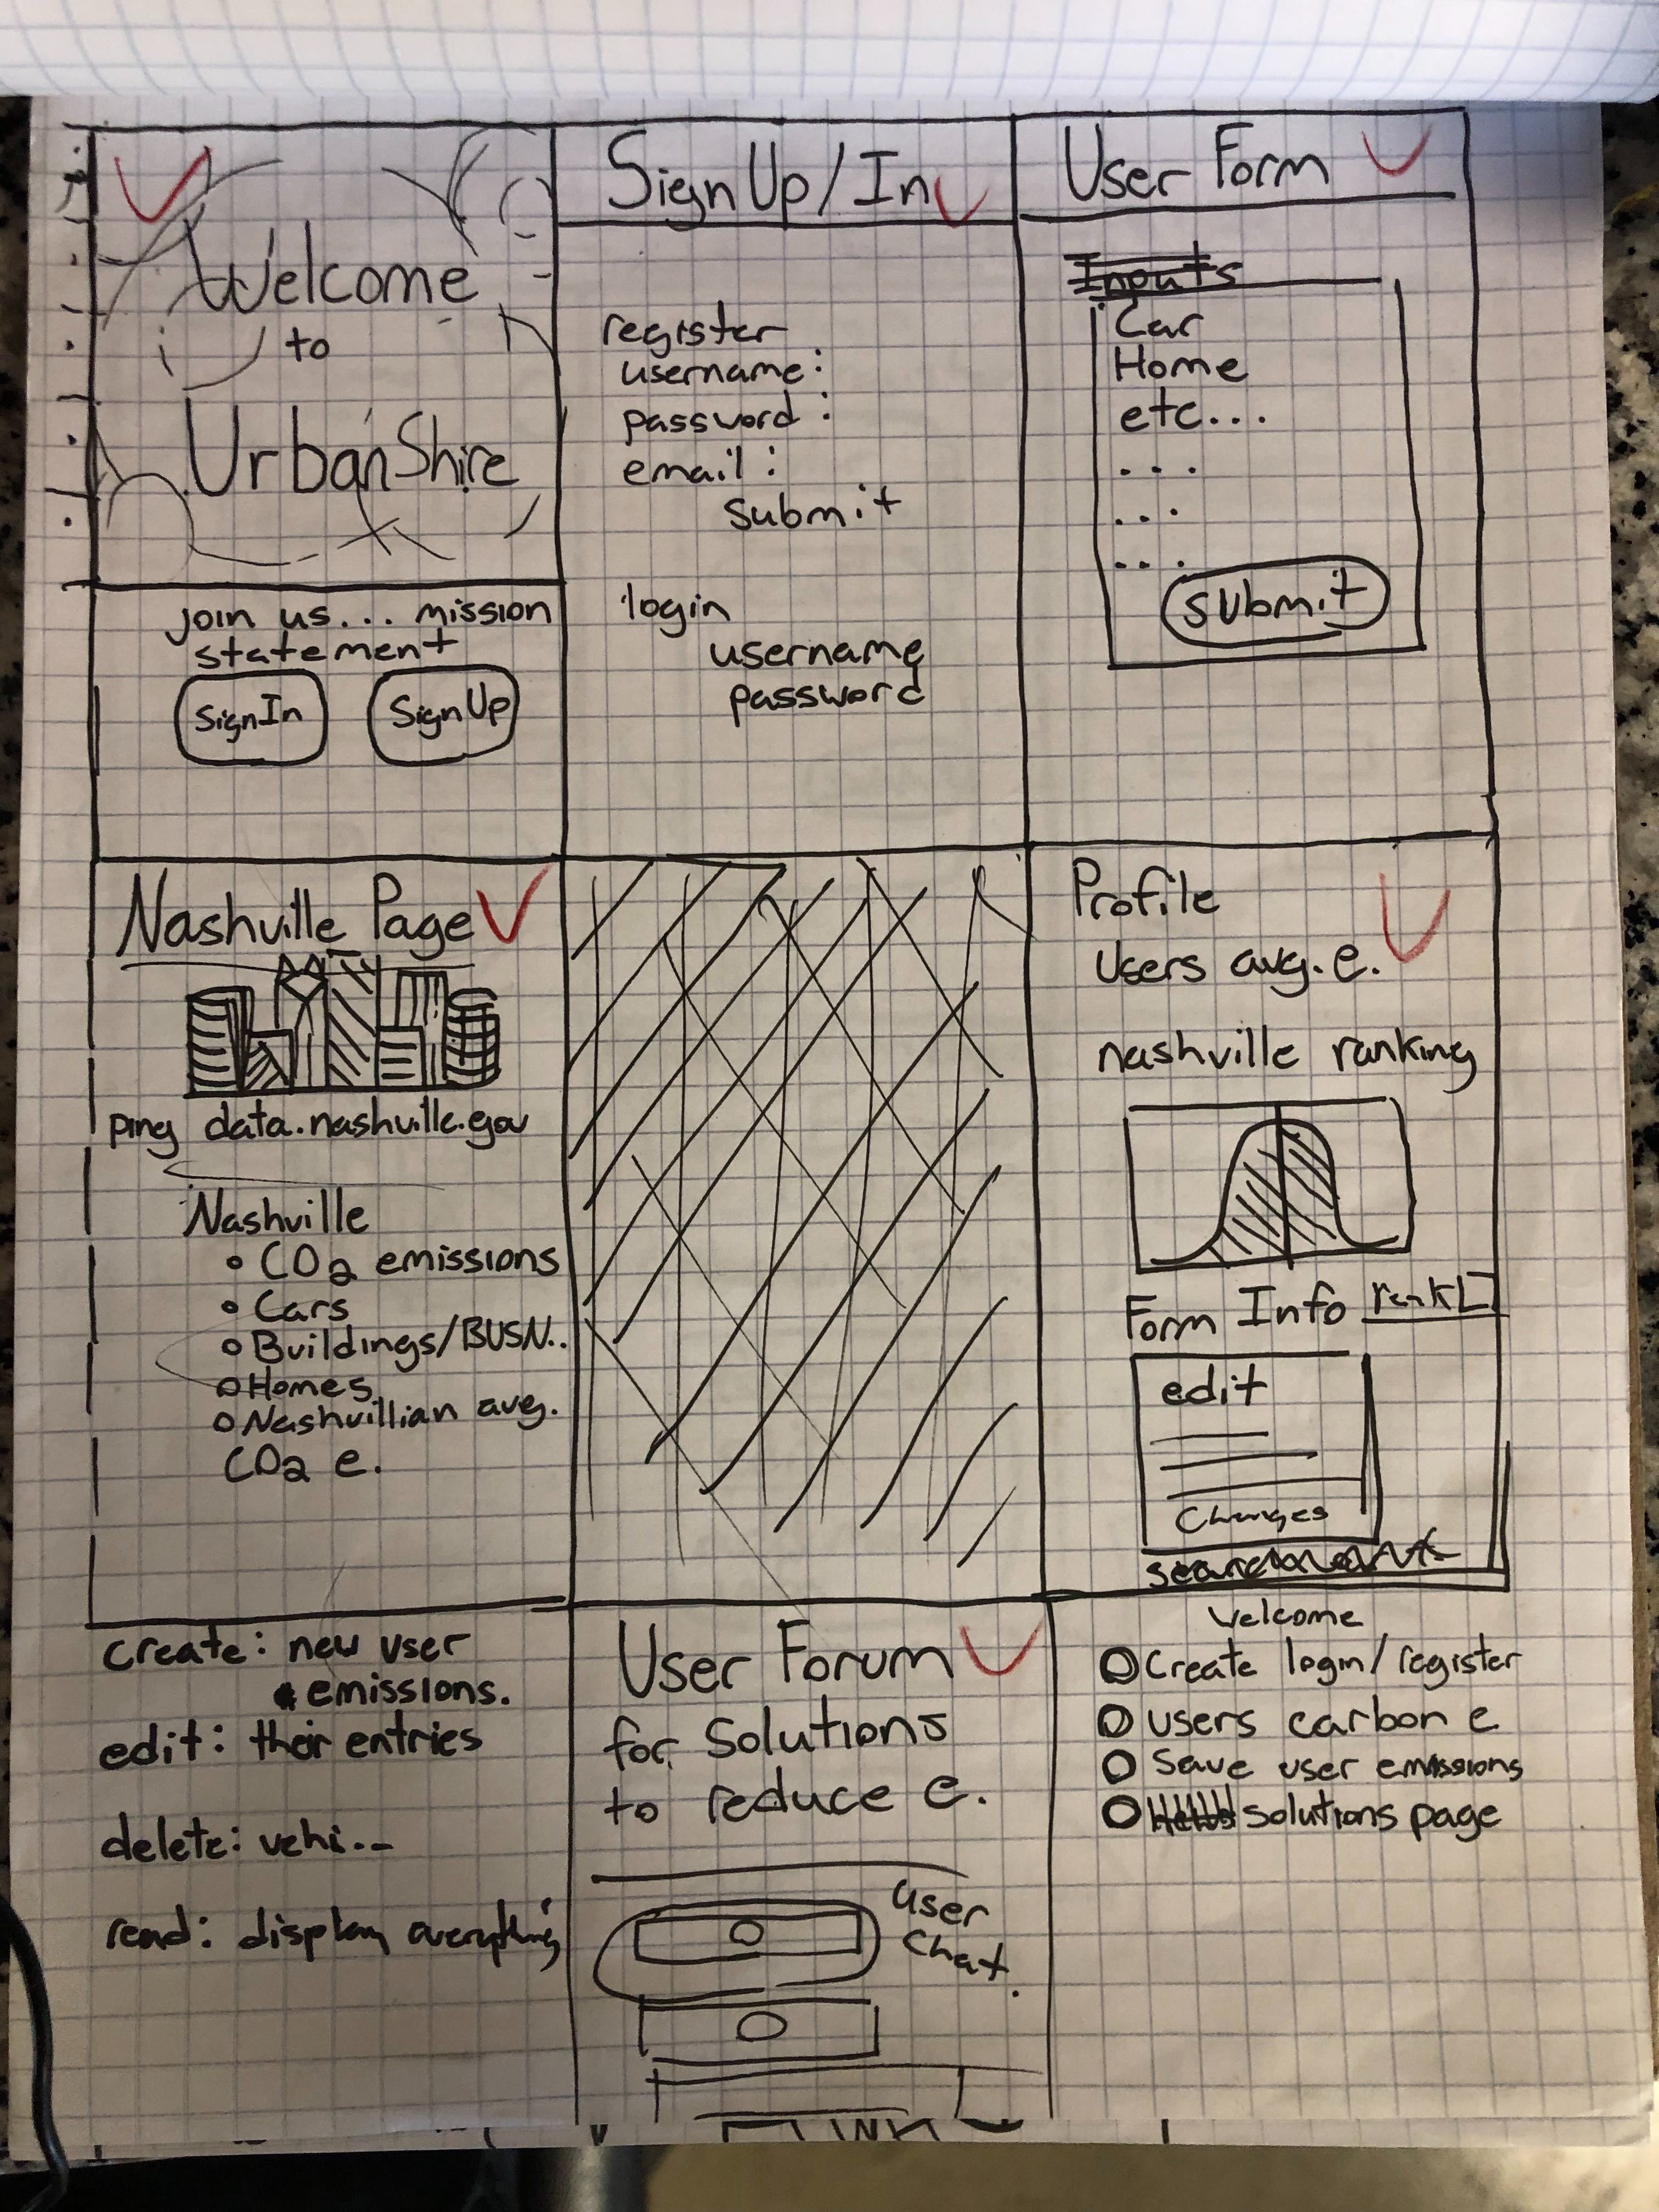 Welcome
to
UrbanShire
join us... mission
statement
SignIn
SignUp
Sign Up/In
register
username:
password:
email:
submit
login
username
password
User Form
Inputs
Car
Home
etc...
...
...
...
submit
Nashville Page
ping data.nashville.gov
Nashville
CO2 emissions
Cars
Buildings/BUSN..
Homes
Nashvillian avg.
CO2 e.
Profile
Users avg. e.
nashville ranking
Form Info rank
edit
Changes
create: new user
emissions.
edit: their entries
delete: vehi...
read: display everything
User Forum
for Solutions
to reduce e.
User
Chat.
Welcome
Create login/register
users carbon e
Save user emissions
solutions page